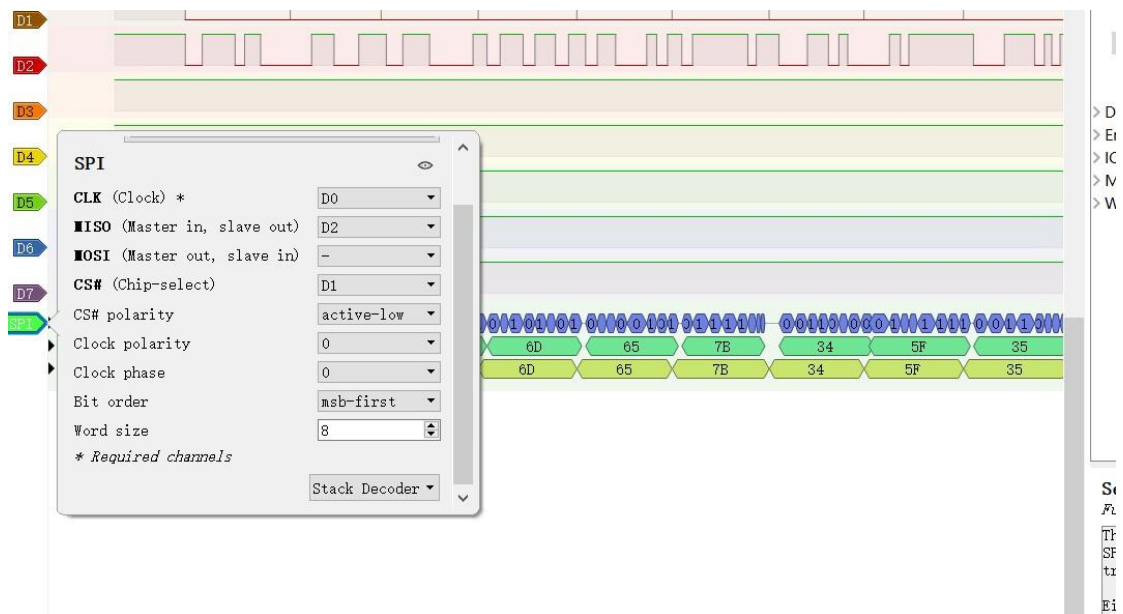 D1
D2
D3
D4
D5
D6
D7
SPI
SPI
CLK (Clock) * D0
MISO (Master in, slave out) D2
MOSI (Master out, slave in) -
CS# (Chip-select) D1
CS# polarity active-low
Clock polarity 0
Clock phase 0
Bit order msb-first
Word size 8
* Required channels
Stack Decoder
6D 65 7B 34 5F 35
6D 65 7B 34 5F 35
> D
> IC
> M
> W